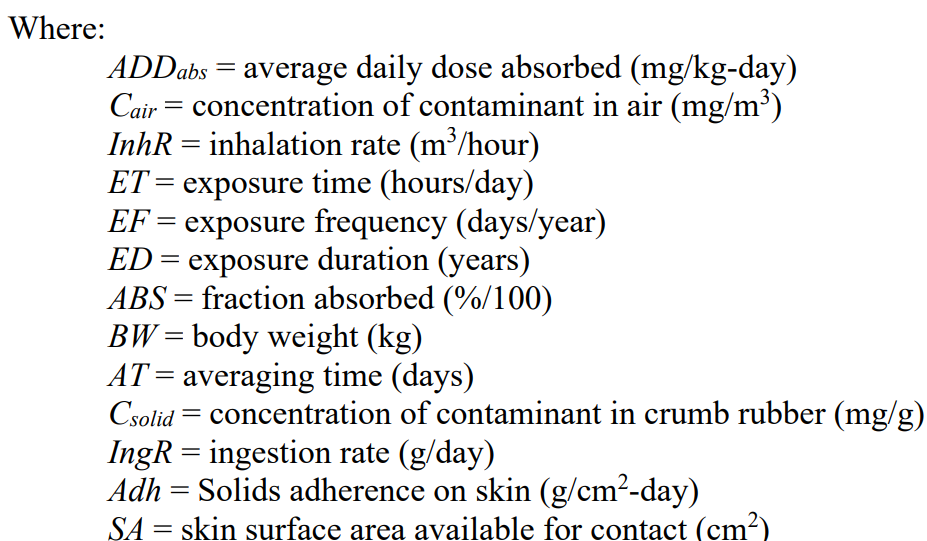 Where:
ADDabs = average daily dose absorbed (mg/kg-day)
Cair = concentration of contaminant in air (mg/m³)
InhR = inhalation rate (m³/hour)
ET = exposure time (hours/day)
EF = exposure frequency (days/year)
ED = exposure duration (years)
ABS = fraction absorbed (%/100)
BW = body weight (kg)
AT = averaging time (days)
Csolid = concentration of contaminant in crumb rubber (mg/g)
IngR = ingestion rate (g/day)
Adh = Solids adherence on skin (g/cm²-day)
SA = skin surface area available for contact (cm²)